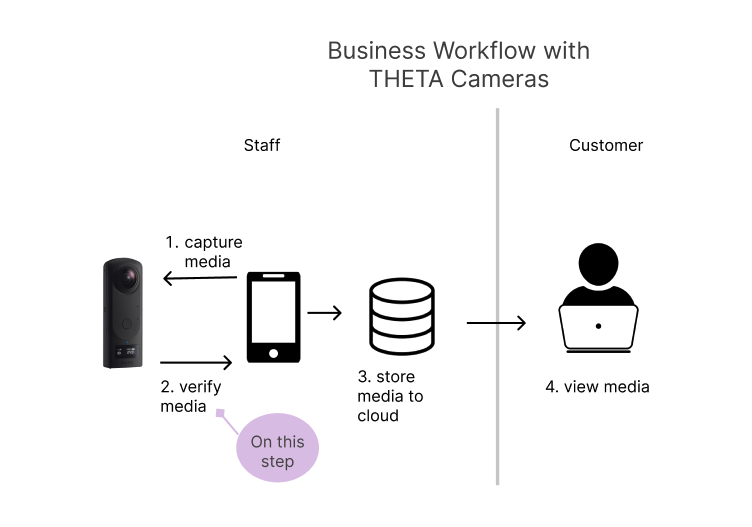 Business Workflow with
THETA Cameras
Staff
Customer
1. capture
media
2. verify
media
3. store
media to
cloud
4. view media
On this
step